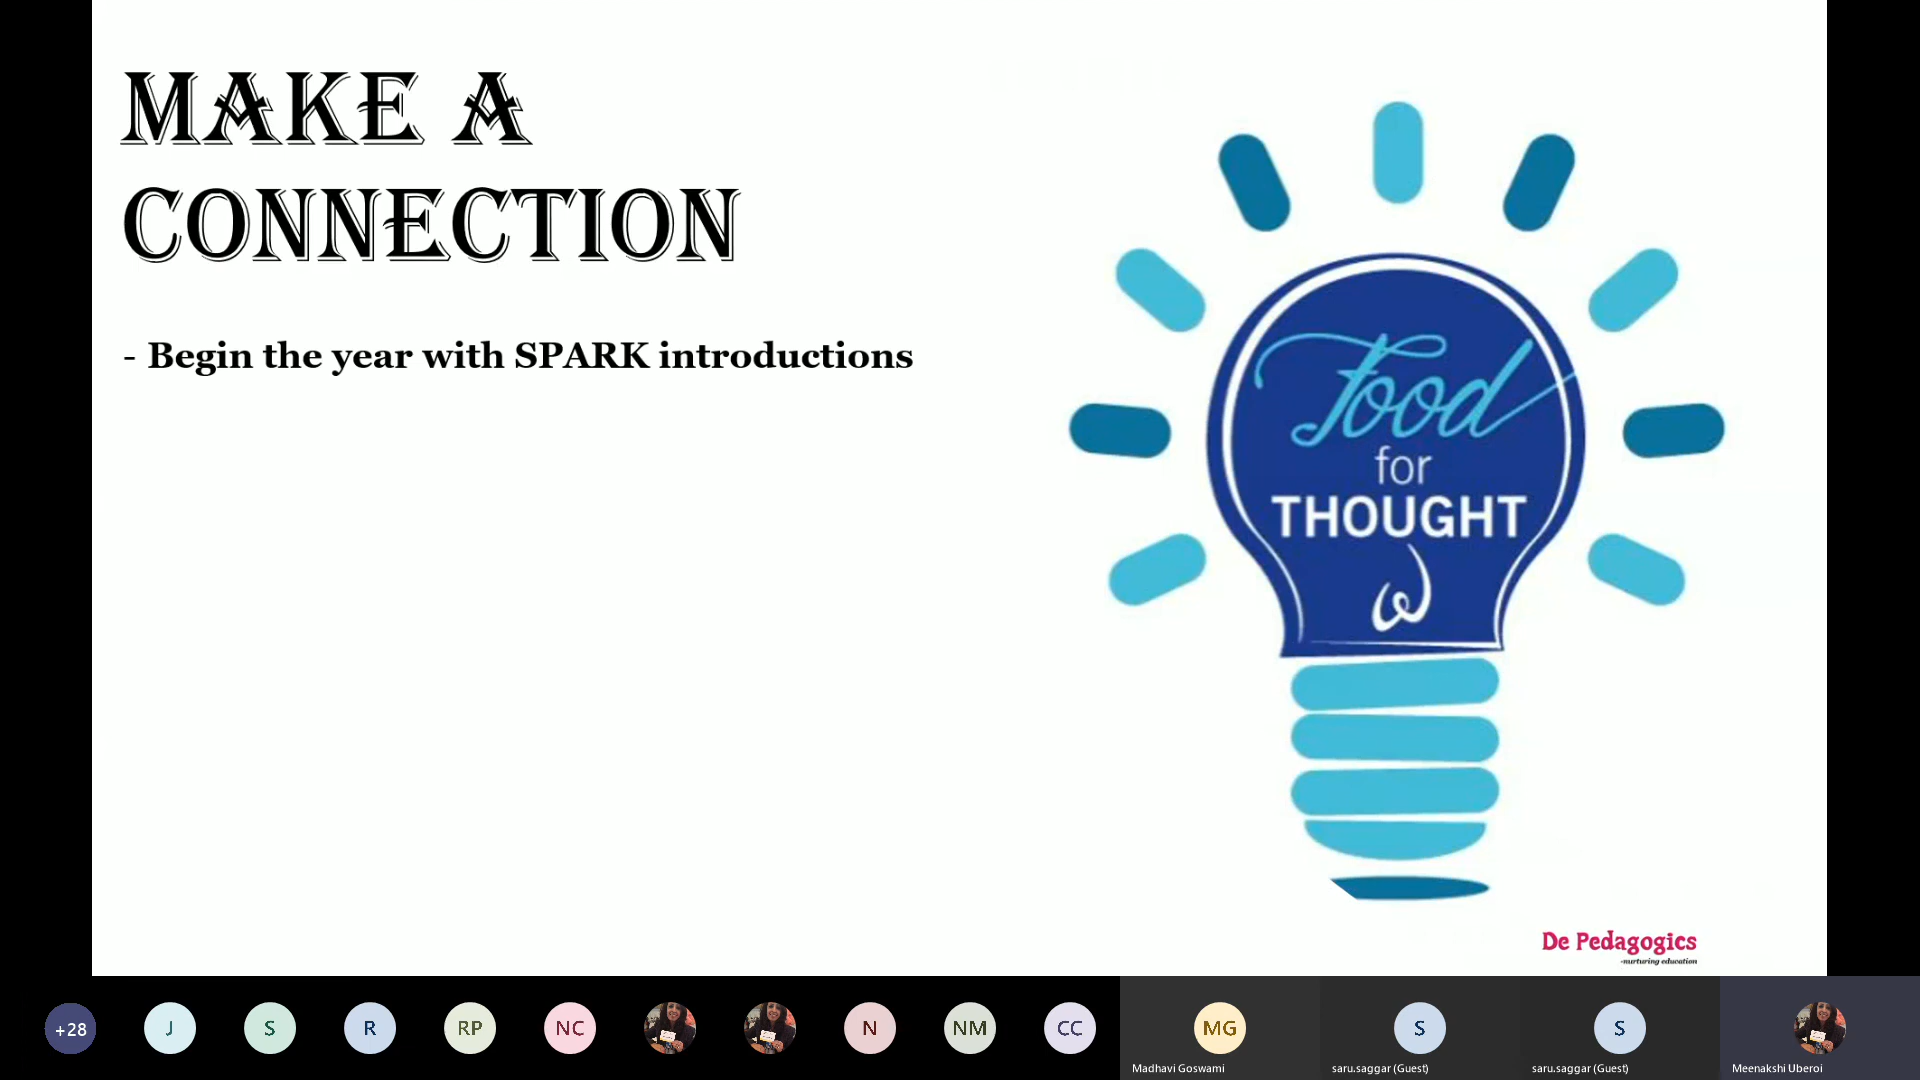 MAKE A
CONNECTION
- Begin the year with SPARK introductions
Food
for
THOUGHT
De Pedagogics
-nurturing education
+28
J
S
R
RP
NC
N
NM
CC
MG
S
S
Madhavi Goswami
saru.saggar (Guest)
saru.saggar (Guest)
Meenakshi Uberoi